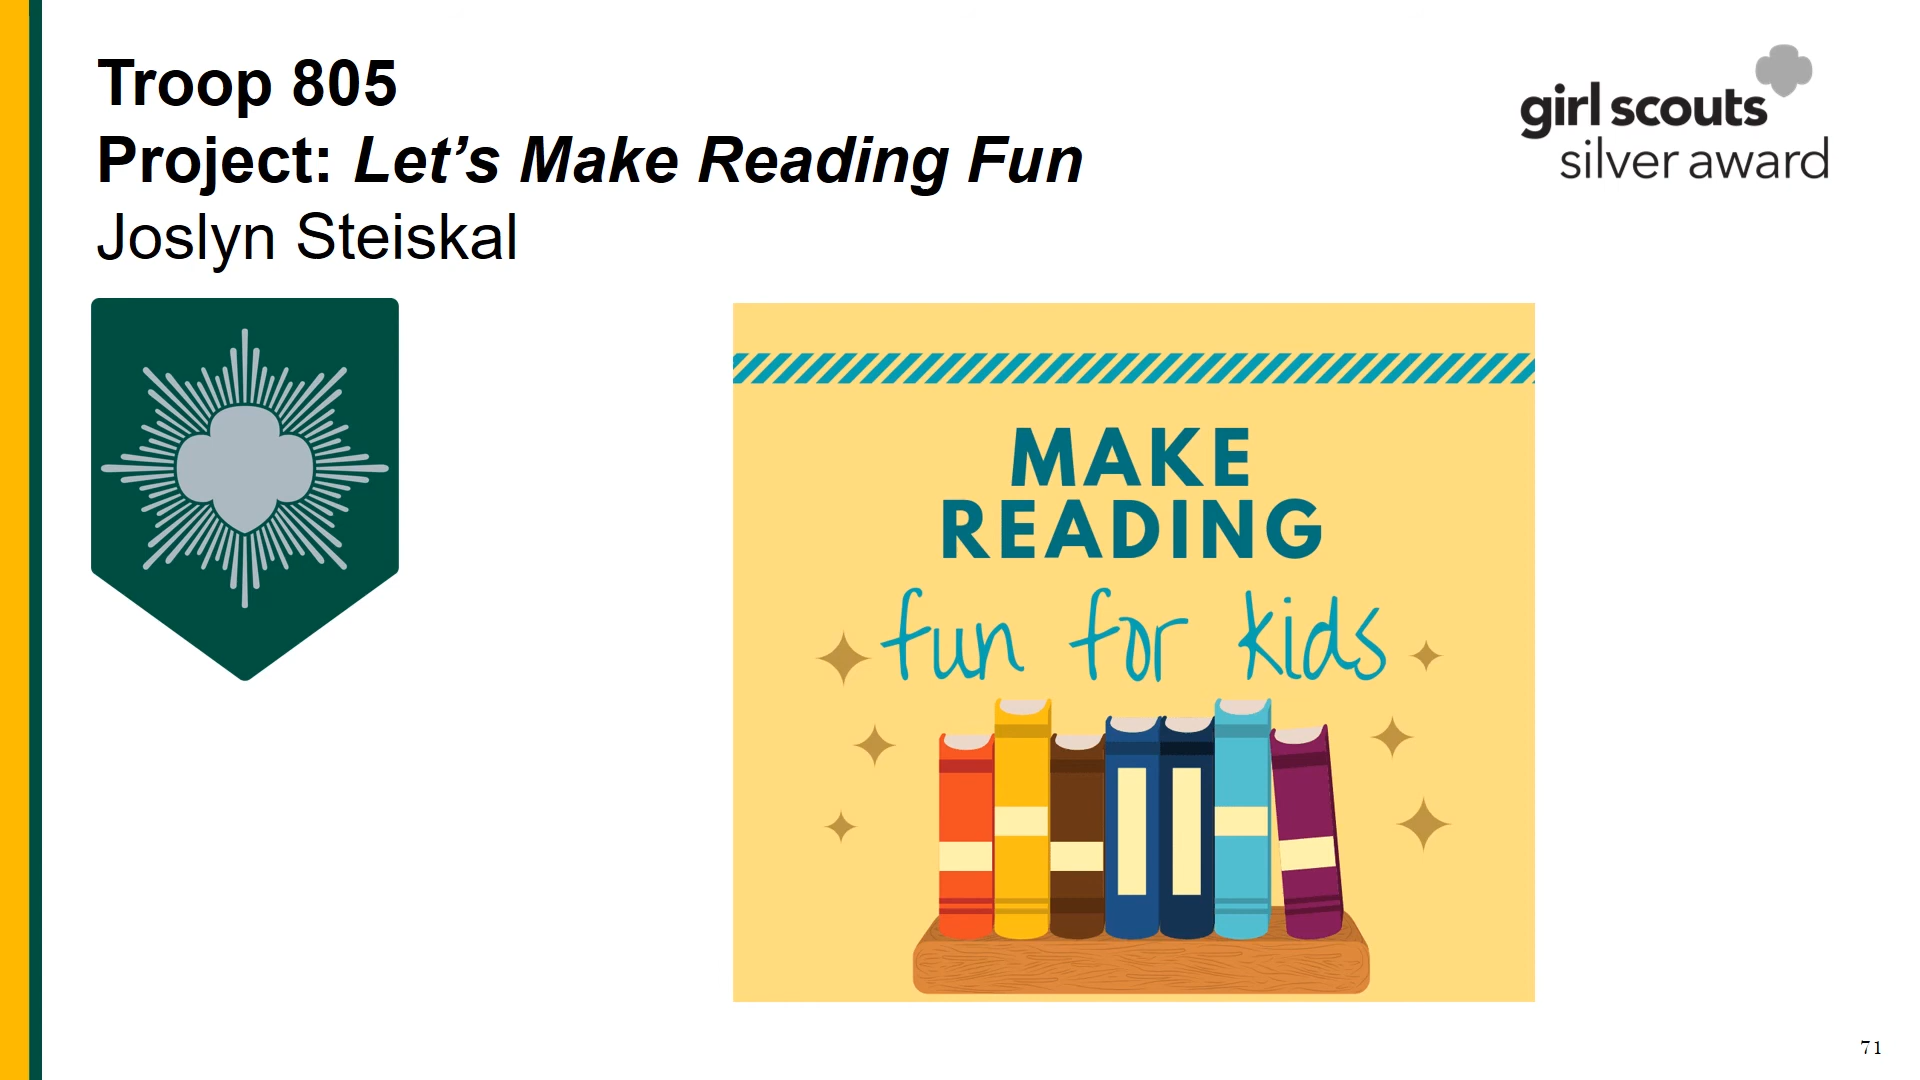 Troop 805
Project: Let’s Make Reading Fun
Joslyn Steiskal
girl scouts
silver award
MAKE
READING
fun for kids
71